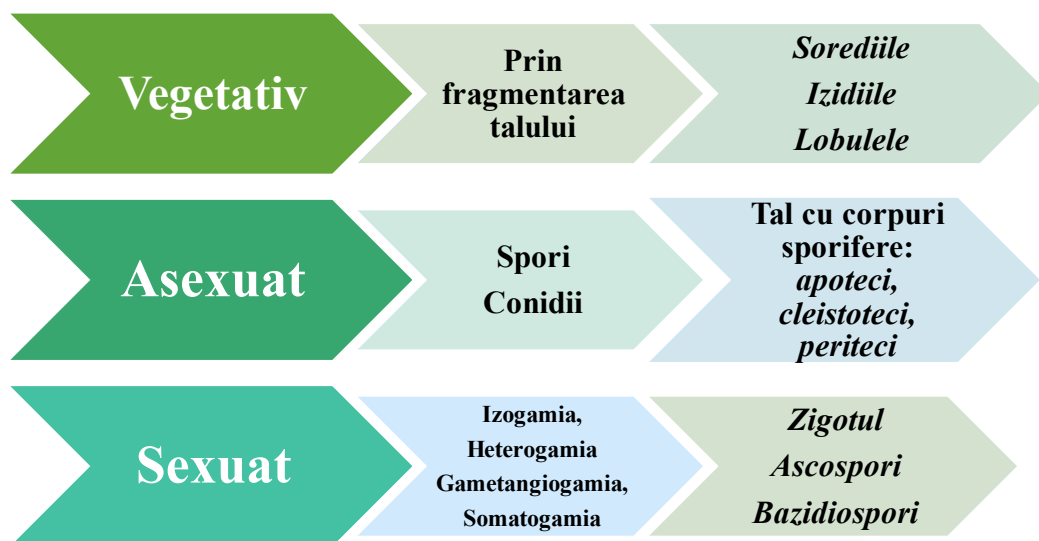 Vegetativ
Prin
fragmentarea
talului
Sorediile
Izidiile
Lobulele
Asexuat
Spori
Conidii
Tal cu corpuri
sporifere:
apoteci,
cleistoteci,
periteci
Sexuat
Izogamia,
Heterogamia
Gametangiogamia,
Somatogamia
Zigotul
Ascospori
Bazidiospori